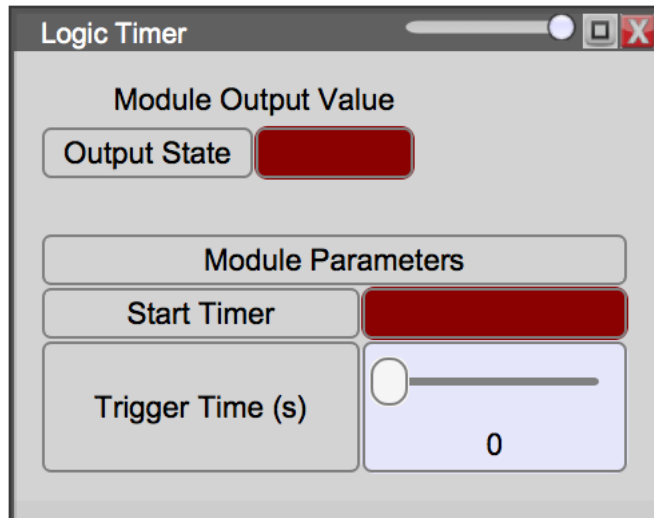 Logic Timer
Module Output Value
Output State
Module Parameters
Start Timer
Trigger Time (s)
0